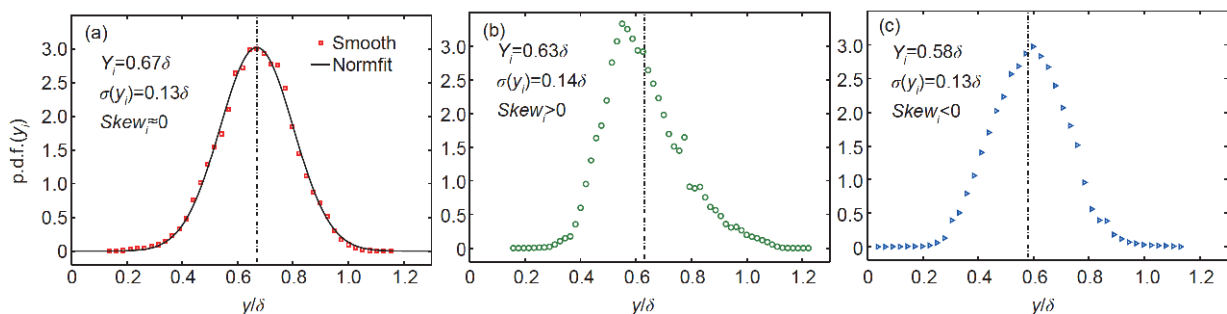 (a)
Smooth
Normfit
Y_i=0.67δ
σ(y_i)=0.13δ
Skew_i≈0
p.d.f.(y_i)
3.0
2.5
2.0
1.5
1.0
0.5
0
0 0.2 0.4 0.6 0.8 1.0 1.2
y/δ
(b)
Y_i=0.63δ
σ(y_i)=0.14δ
Skew_i>0
3.0
2.5
2.0
1.5
1.0
0.5
0
0 0.2 0.4 0.6 0.8 1.0 1.2
y/δ
(c)
Y_i=0.58δ
σ(y_i)=0.13δ
Skew_i<0
3.0
2.5
2.0
1.5
1.0
0.5
0
0 0.2 0.4 0.6 0.8 1.0 1.2
y/δ